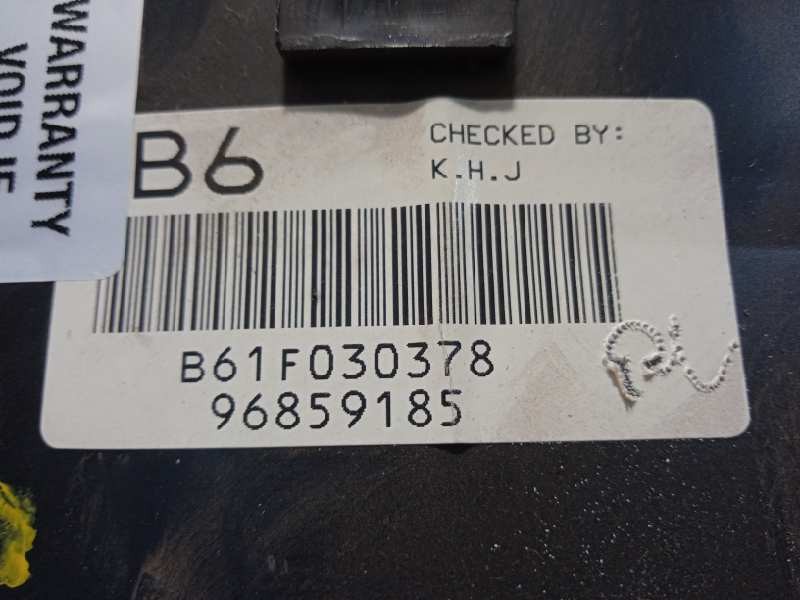 WARRANTY
VOID IF
B6
CHECKED BY:
K.H.J
B61F030378
96859185